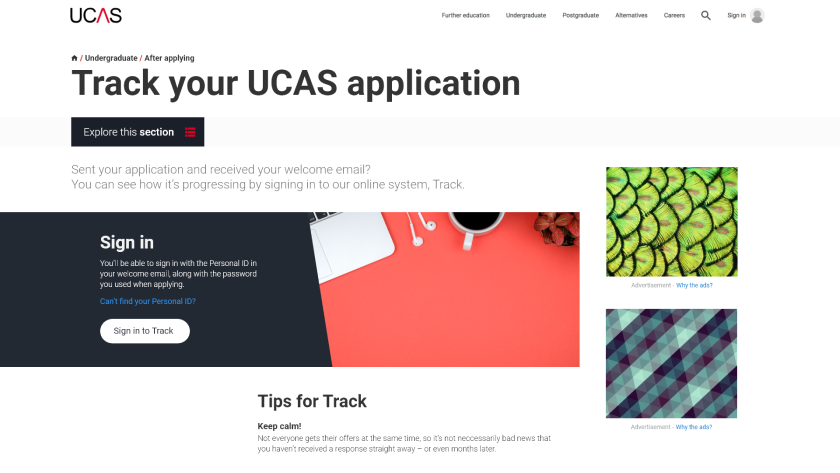 UCAS
Further education
Undergraduate
Postgraduate
Alternatives
Careers
Sign in
/ Undergraduate / After applying
Track your UCAS application
Explore this section
Sent your application and received your welcome email?
You can see how it's progressing by signing in to our online system, Track.
Sign in
You'll be able to sign in with the Personal ID in
your welcome email, along with the password
you used when applying.
Can't find your Personal ID?
Sign in to Track
Advertisement - Why the ads?
Advertisement - Why the ads?
Tips for Track
Keep calm!
Not everyone gets their offers at the same time, so it's not neccessarily bad news that
you haven't received a response straight away – or even months later.